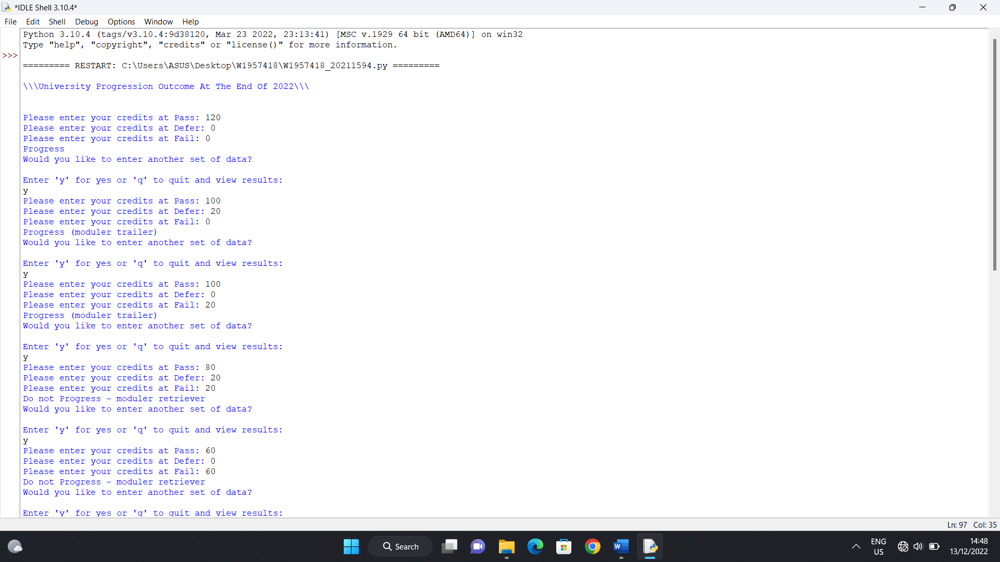 *IDLE Shell 3.10.4*
File Edit Shell Debug Options Window Help
Python 3.10.4 (tags/v3.10.4:9d38120, Mar 23 2022, 23:13:41) [MSC v.1929 64 bit (AMD64)] on win32
Type "help", "copyright", "credits" or "license()" for more information.
>>>
========= RESTART: C:\Users\ASUS\Desktop\W1957418\W1957418_20211594.py =========
\\\University Progression Outcome At The End Of 2022\\\
Please enter your credits at Pass: 120
Please enter your credits at Defer: 0
Please enter your credits at Fail: 0
Progress
Would you like to enter another set of data?
Enter 'y' for yes or 'q' to quit and view results:
y
Please enter your credits at Pass: 100
Please enter your credits at Defer: 20
Please enter your credits at Fail: 0
Progress (moduler trailer)
Would you like to enter another set of data?
Enter 'y' for yes or 'q' to quit and view results:
y
Please enter your credits at Pass: 100
Please enter your credits at Defer: 0
Please enter your credits at Fail: 20
Progress (moduler trailer)
Would you like to enter another set of data?
Enter 'y' for yes or 'q' to quit and view results:
y
Please enter your credits at Pass: 80
Please enter your credits at Defer: 20
Please enter your credits at Fail: 20
Do not Progress - moduler retriever
Would you like to enter another set of data?
Enter 'y' for yes or 'q' to quit and view results:
y
Please enter your credits at Pass: 60
Please enter your credits at Defer: 0
Please enter your credits at Fail: 60
Do not Progress - moduler retriever
Would you like to enter another set of data?
Enter 'y' for yes or 'q' to quit and view results:
Ln: 97 Col: 35
Search
W
ENG
US
14:48
13/12/2022